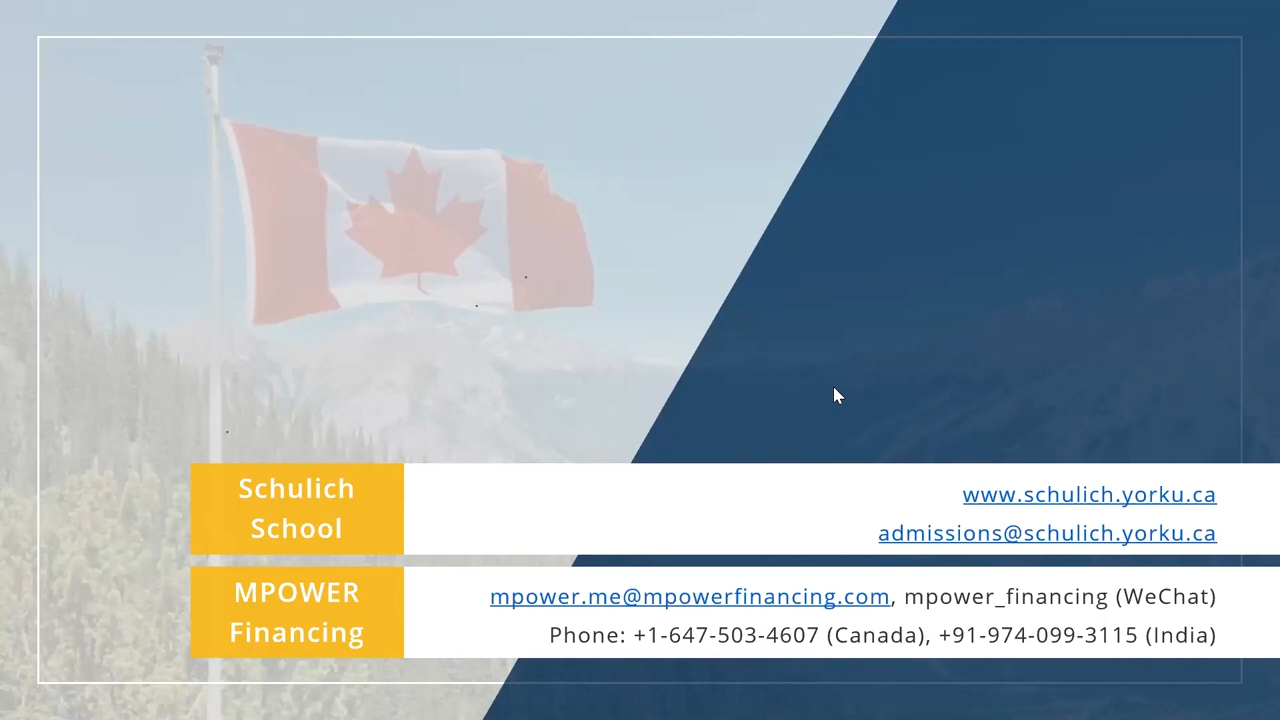 Schulich
School
www.schulich.yorku.ca
admissions@schulich.yorku.ca
MPOWER
Financing
mpower.me@mpowerfinancing.com, mpower_financing (WeChat)
Phone: +1-647-503-4607 (Canada), +91-974-099-3115 (India)